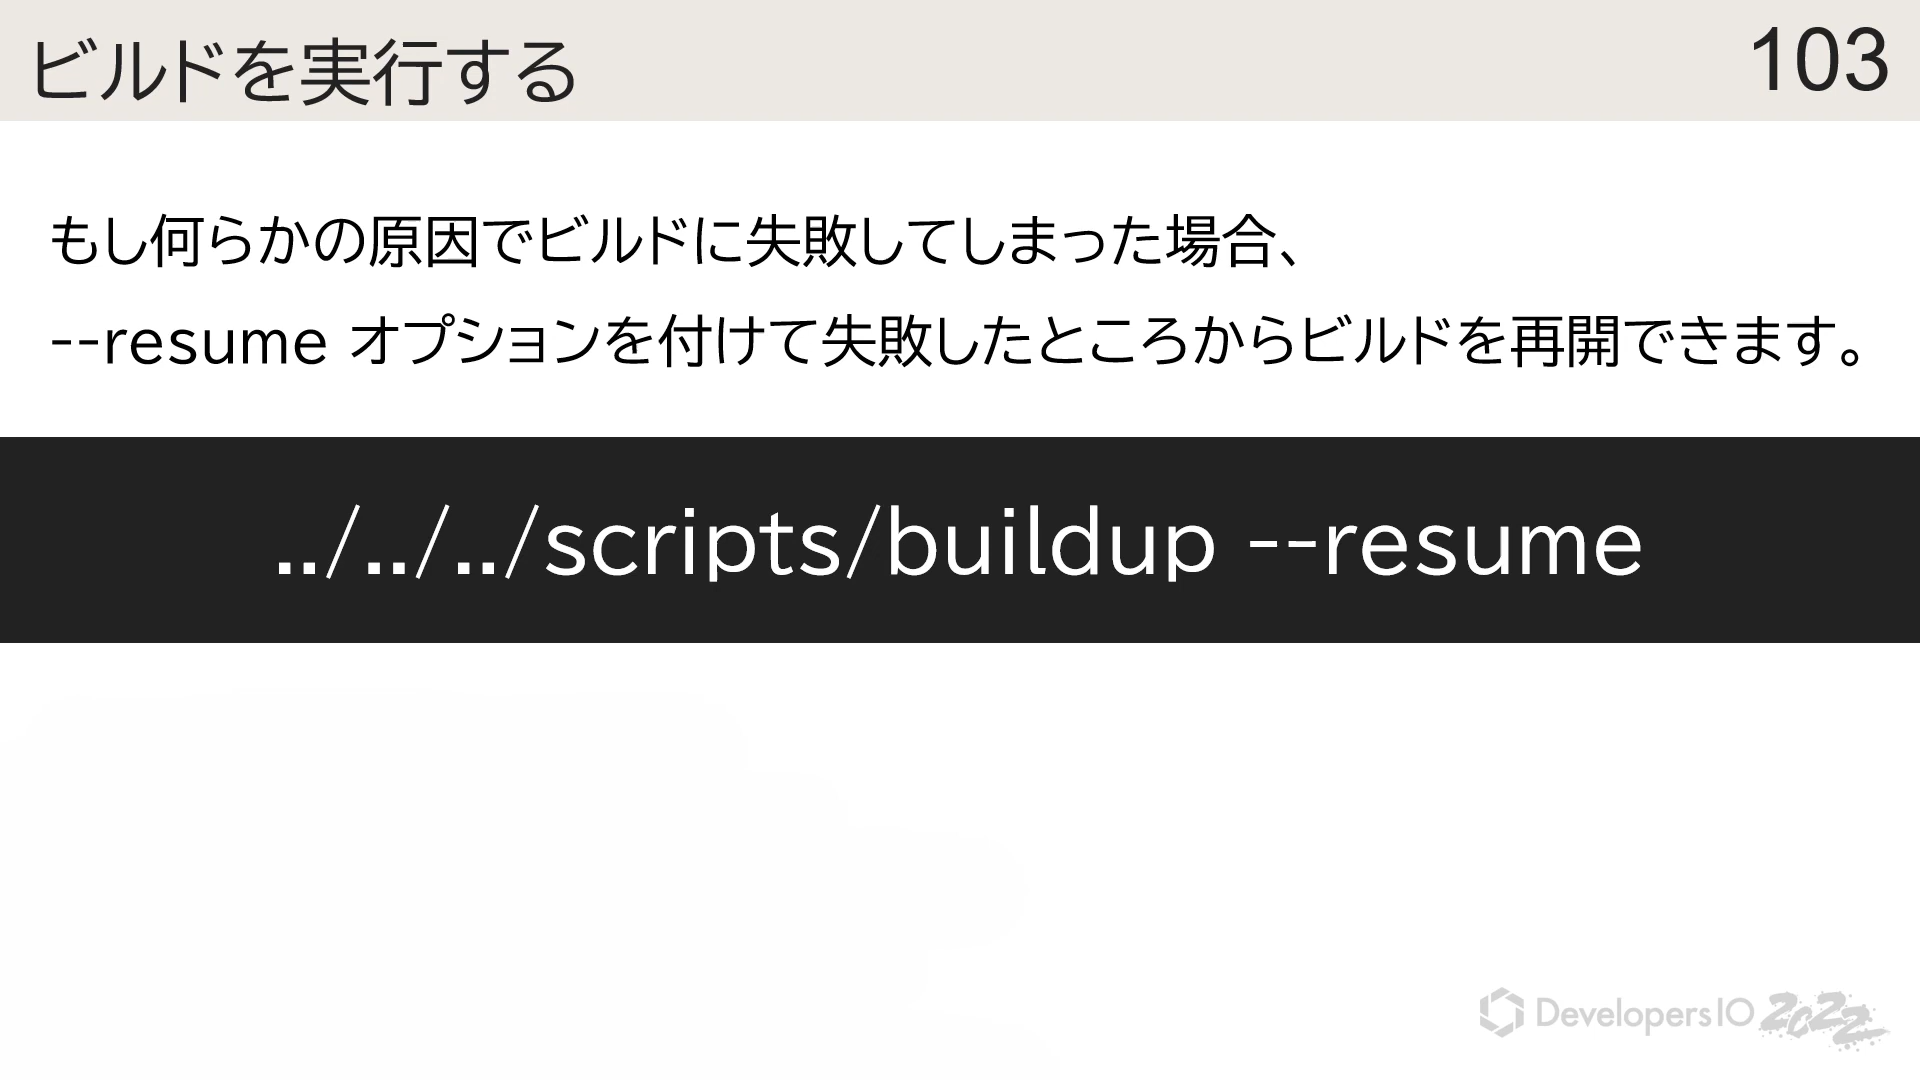 ビルドを実行する
103
もし何らかの原因でビルドに失敗してしまった場合、
--resume オプションを付けて失敗したところからビルドを再開できます。
../../../scripts/buildup --resume
DevelopersIO 2022